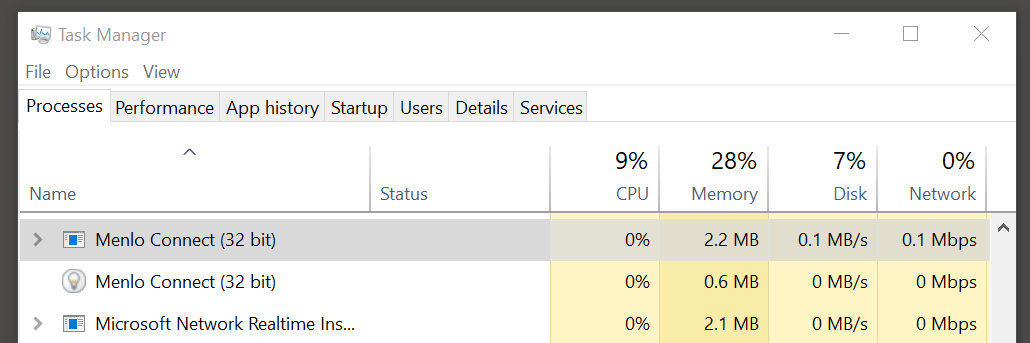 Task Manager
File Options View
Processes Performance App history Startup Users Details Services
9% 28% 7% 0%
Name Status CPU Memory Disk Network
Menlo Connect (32 bit) 0% 2.2 MB 0.1 MB/s 0.1 Mbps
Menlo Connect (32 bit) 0% 0.6 MB 0 MB/s 0 Mbps
Microsoft Network Realtime Ins... 0% 2.1 MB 0 MB/s 0 Mbps